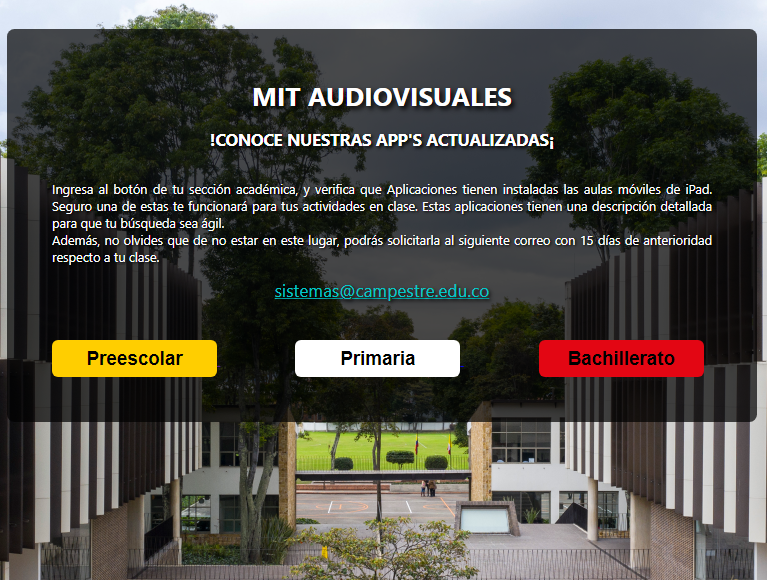 MIT AUDIOVISUALES
!CONOCE NUESTRAS APP'S ACTUALIZADAS¡
Ingresa al botón de tu sección académica, y verifica que Aplicaciones tienen instaladas las aulas móviles de iPad.
Seguro una de estas te funcionará para tus actividades en clase. Estas aplicaciones tienen una descripción detallada
para que tu búsqueda sea ágil.
Además, no olvides que de no estar en este lugar, podrás solicitarla al siguiente correo con 15 días de anterioridad
respecto a tu clase.
sistemas@campestre.edu.co
Preescolar
Primaria
Bachillerato